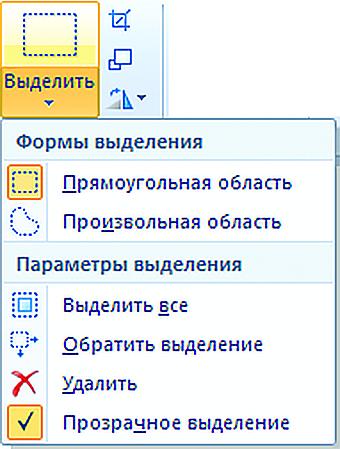 Выделить
Формы выделения
Прямоугольная область
Произвольная область
Параметры выделения
Выделить все
Обратить выделение
Удалить
Прозрачное выделение